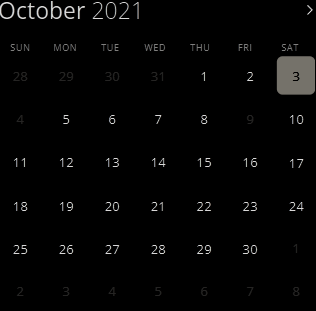 October 2021 >
SUN MON TUE WED THU FRI SAT
28 29 30 31 1 2 3
4 5 6 7 8 9 10
11 12 13 14 15 16 17
18 19 20 21 22 23 24
25 26 27 28 29 30 1
2 3 4 5 6 7 8